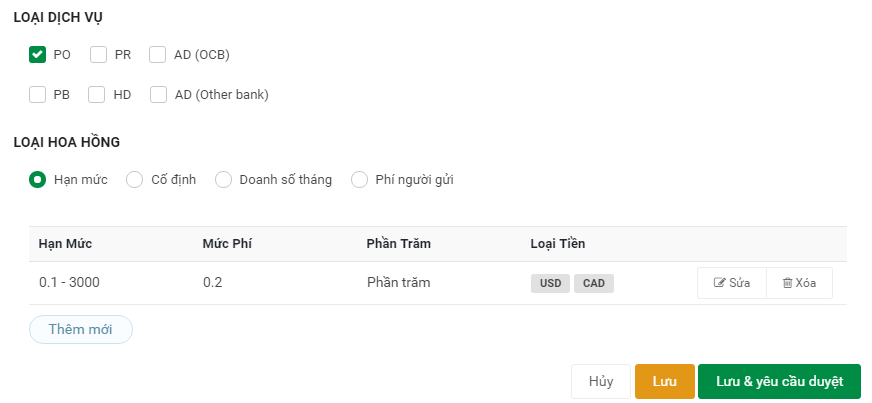 LOẠI DỊCH VỤ
PO PR AD (OCB)
PB HD AD (Other bank)
LOẠI HOA HỒNG
Hạn mức Cố định Doanh số tháng Phí người gửi
Hạn Mức Mức Phí Phần Trăm Loại Tiền
0.1 - 3000 0.2 Phần trăm USD CAD Sửa Xóa
Thêm mới
Hủy Lưu Lưu & yêu cầu duyệt